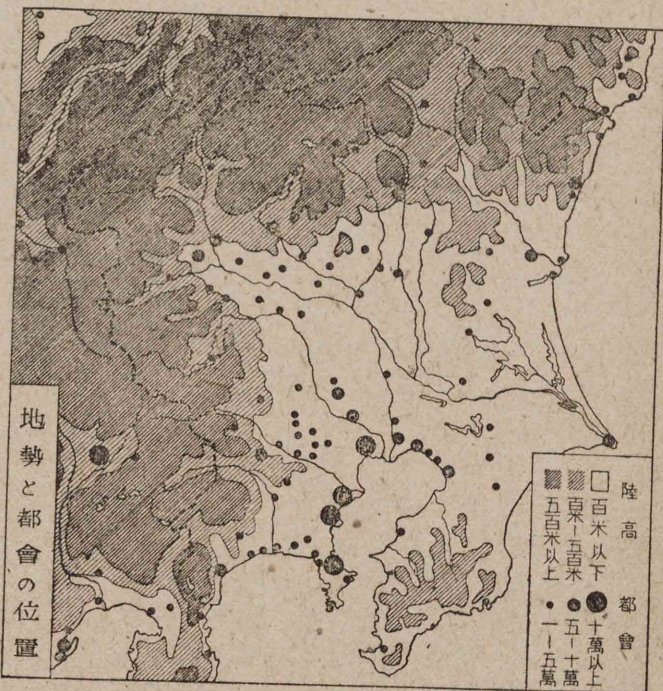 地勢と都會の位置
陸高
百米以下
百米―五百米
五百米以上
都會
十萬以上
五―十萬
一―五萬